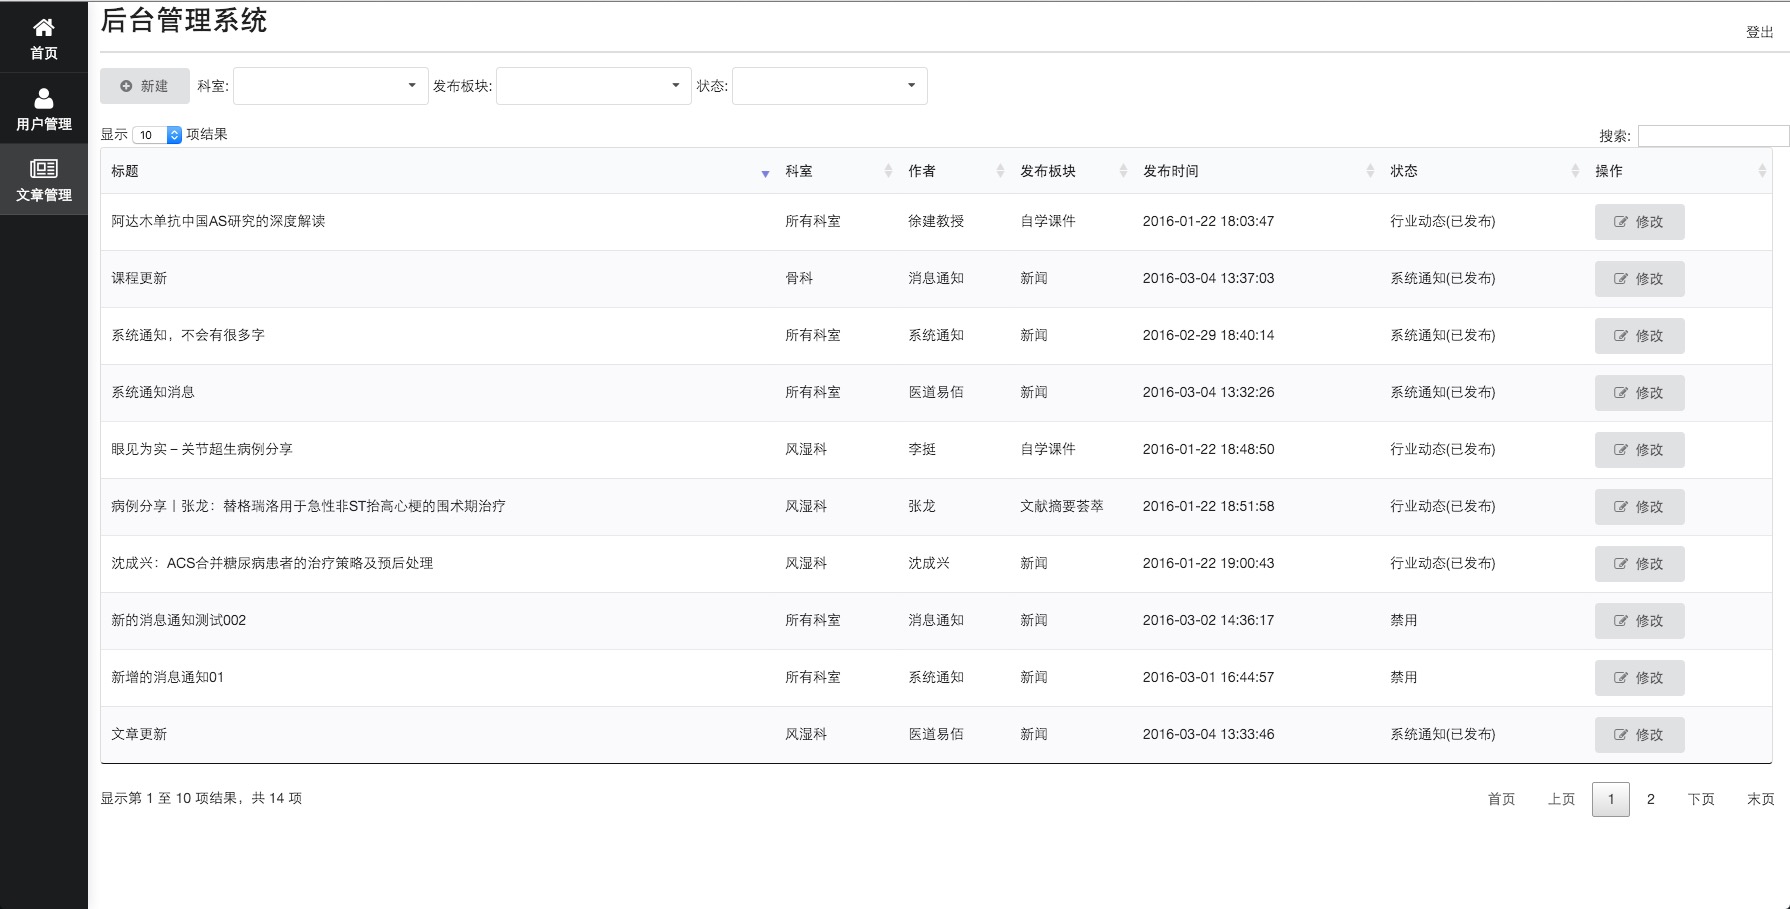 后台管理系统
登出
首页
用户管理
文章管理
新建 科室: 发布板块: 状态:
显示 10 项结果
搜索:
标题 科室 作者 发布板块 发布时间 状态 操作
阿达木单抗中国AS研究的深度解读 所有科室 徐建教授 自学课件 2016-01-22 18:03:47 行业动态(已发布) 修改
课程更新 骨科 消息通知 新闻 2016-03-04 13:37:03 系统通知(已发布) 修改
系统通知，不会有很多字 所有科室 系统通知 新闻 2016-02-29 18:40:14 系统通知(已发布) 修改
系统通知消息 所有科室 医道易佰 新闻 2016-03-04 13:32:26 系统通知(已发布) 修改
眼见为实 – 关节超生病例分享 风湿科 李挺 自学课件 2016-01-22 18:48:50 行业动态(已发布) 修改
病例分享丨张龙：替格瑞洛用于急性非ST抬高心梗的围术期治疗 风湿科 张龙 文献摘要荟萃 2016-01-22 18:51:58 行业动态(已发布) 修改
沈成兴：ACS合并糖尿病患者的治疗策略及预后处理 风湿科 沈成兴 新闻 2016-01-22 19:00:43 行业动态(已发布) 修改
新的消息通知测试002 所有科室 消息通知 新闻 2016-03-02 14:36:17 禁用 修改
新增的消息通知01 所有科室 系统通知 新闻 2016-03-01 16:44:57 禁用 修改
文章更新 风湿科 医道易佰 新闻 2016-03-04 13:33:46 系统通知(已发布) 修改
显示第 1 至 10 项结果，共 14 项
首页 上页 1 2 下页 末页